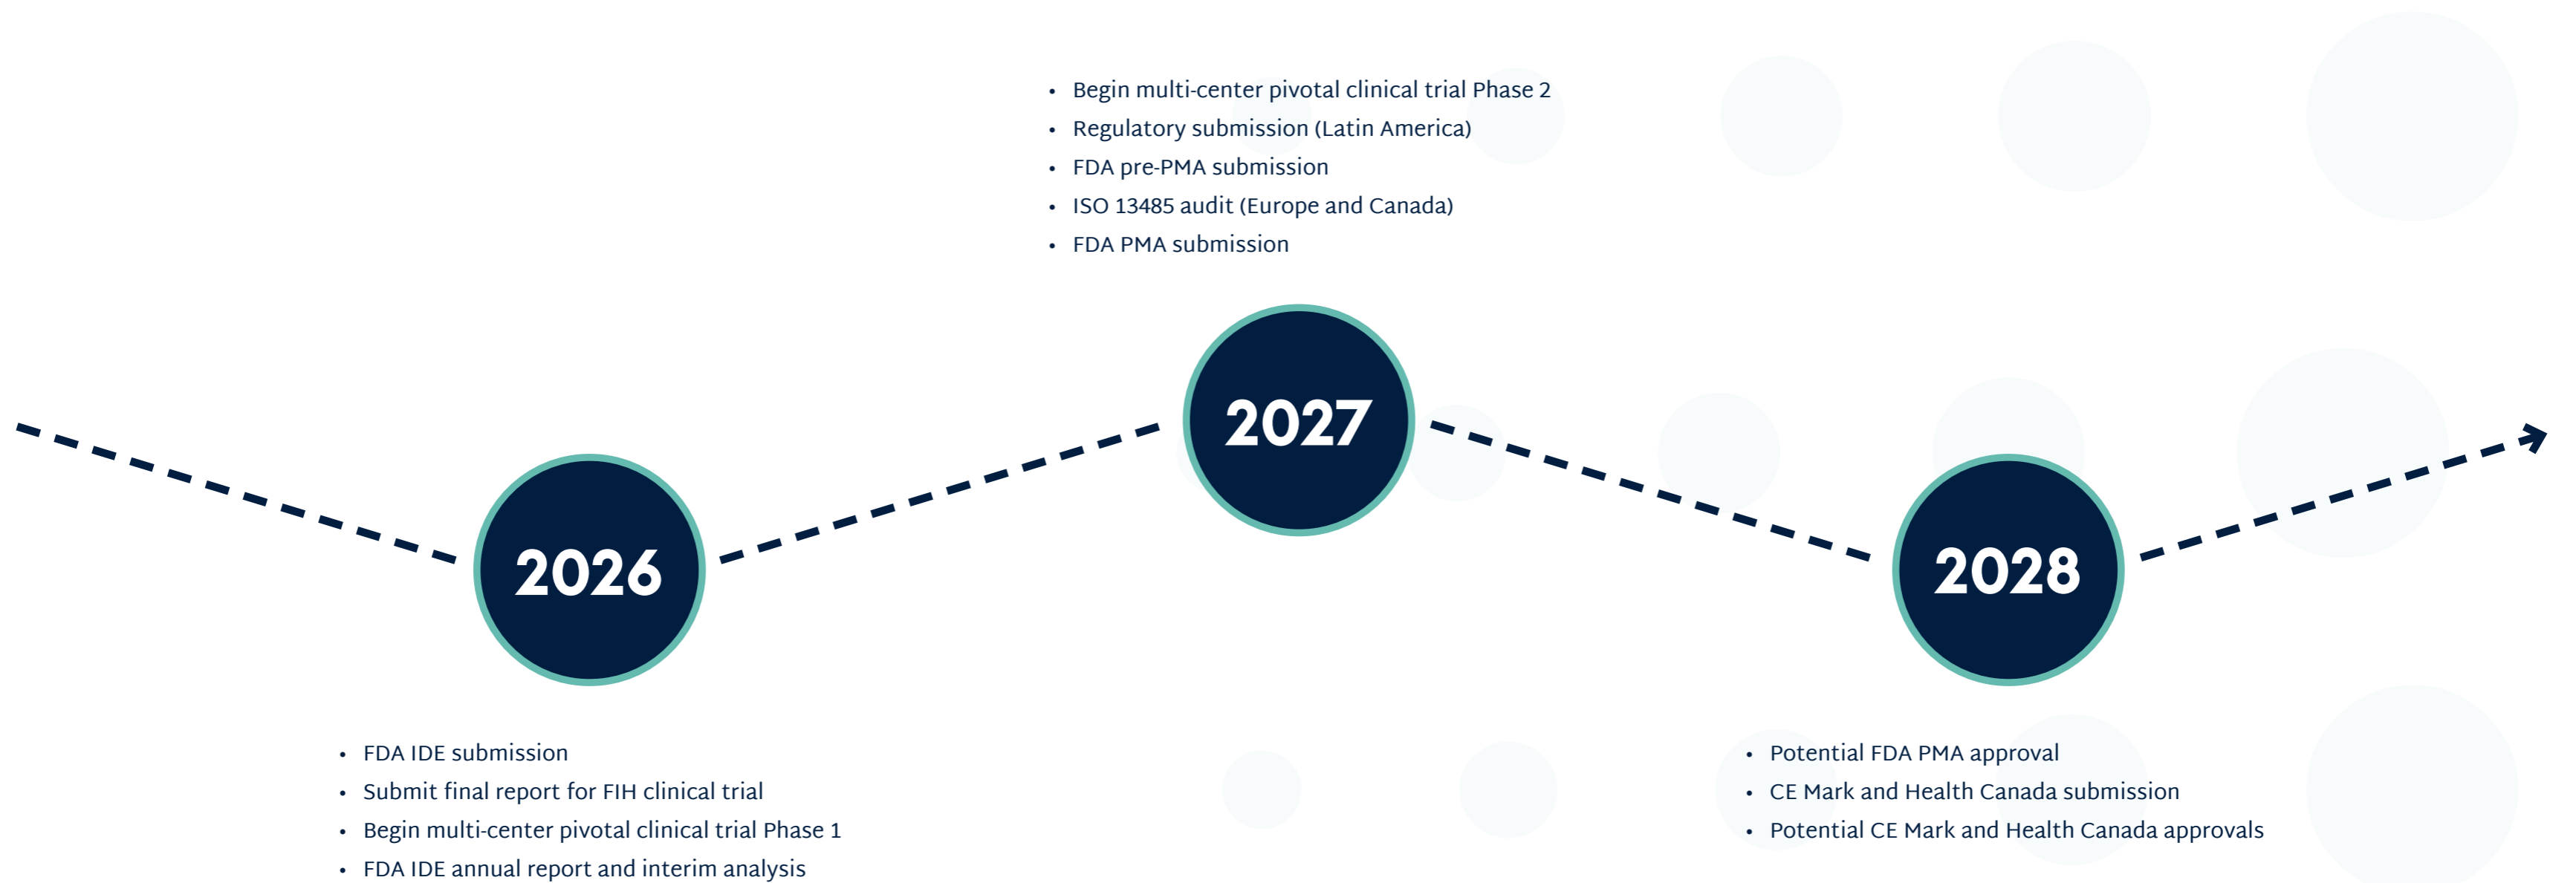 • Begin multi-center pivotal clinical trial Phase 2
• Regulatory submission (Latin America)
• FDA pre-PMA submission
• ISO 13485 audit (Europe and Canada)
• FDA PMA submission
2027
2026
2028
• FDA IDE submission
• Submit final report for FIH clinical trial
• Begin multi-center pivotal clinical trial Phase 1
• FDA IDE annual report and interim analysis
• Potential FDA PMA approval
• CE Mark and Health Canada submission
• Potential CE Mark and Health Canada approvals